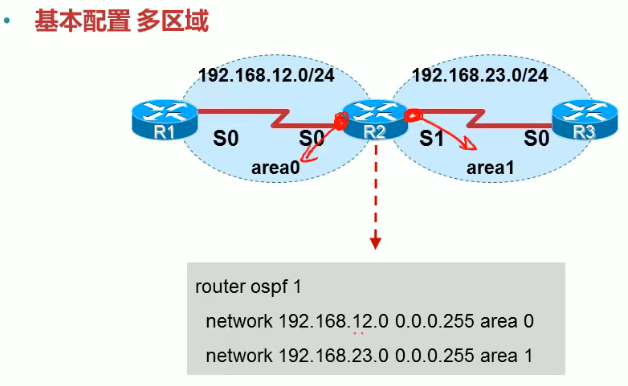 • 基本配置 多区域
192.168.12.0/24 192.168.23.0/24
R1 R2 R3
S0 S0 S1 S0
area0 area1
router ospf 1
network 192.168.12.0 0.0.0.255 area 0
network 192.168.23.0 0.0.0.255 area 1